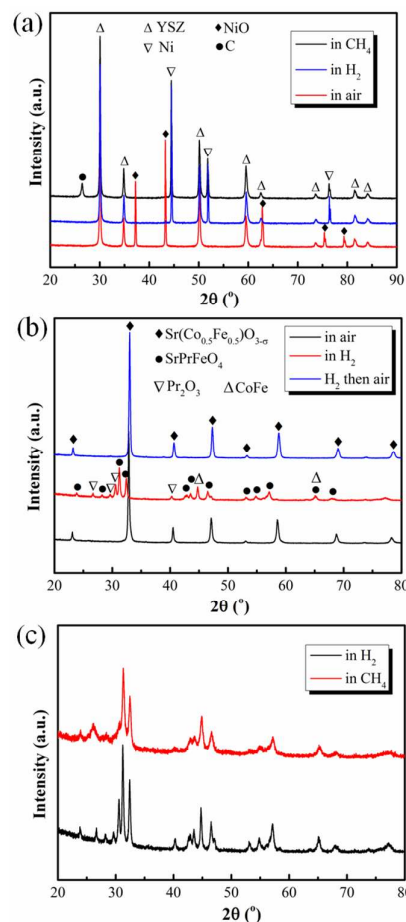 (a)
△ YSZ ◆ NiO
▽ Ni ● C
in CH4
in H2
in air
Intensity (a.u.)
20 30 40 50 60 70 80 90
2θ (°)
(b)
◆ Sr(Co0.5Fe0.5)O3-σ
● SrPrFeO4
▽ Pr2O3 △ CoFe
in air
in H2
H2 then air
Intensity (a.u.)
20 30 40 50 60 70 80
2θ (°)
(c)
in H2
in CH4
Intensity (a.u.)
20 30 40 50 60 70 80
2θ (°)